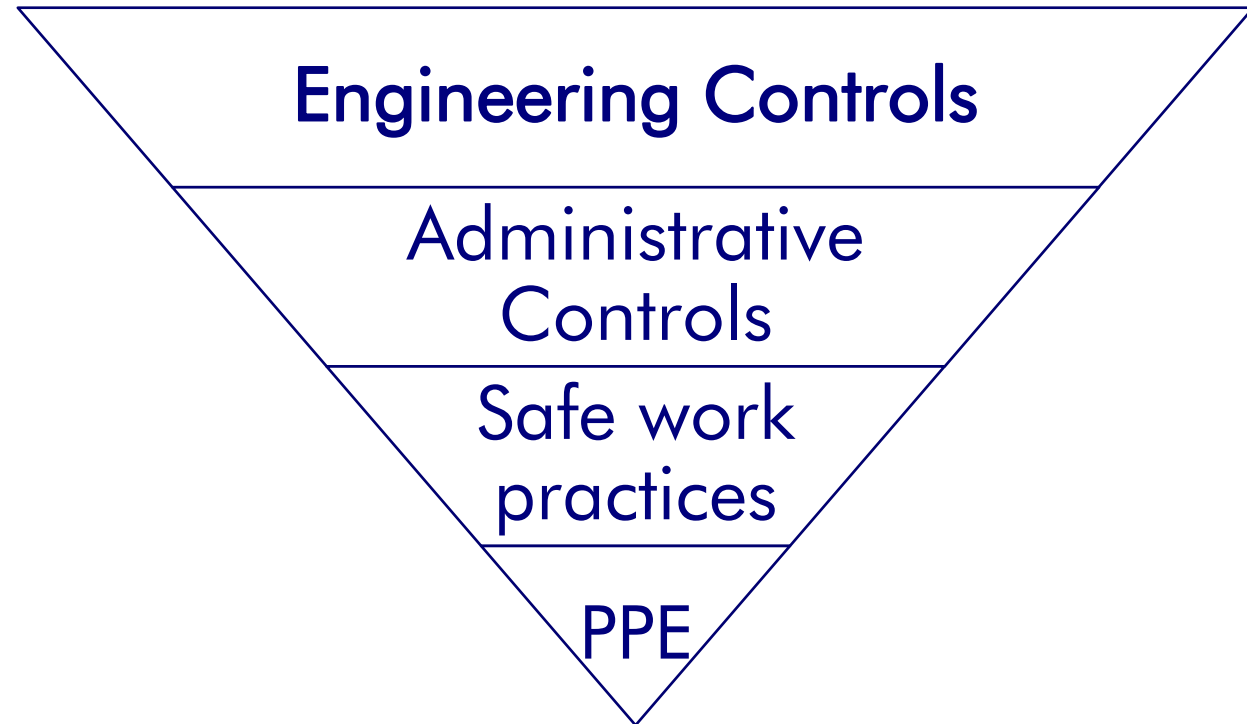 Engineering Controls
Administrative
Controls
Safe work
practices
PPE